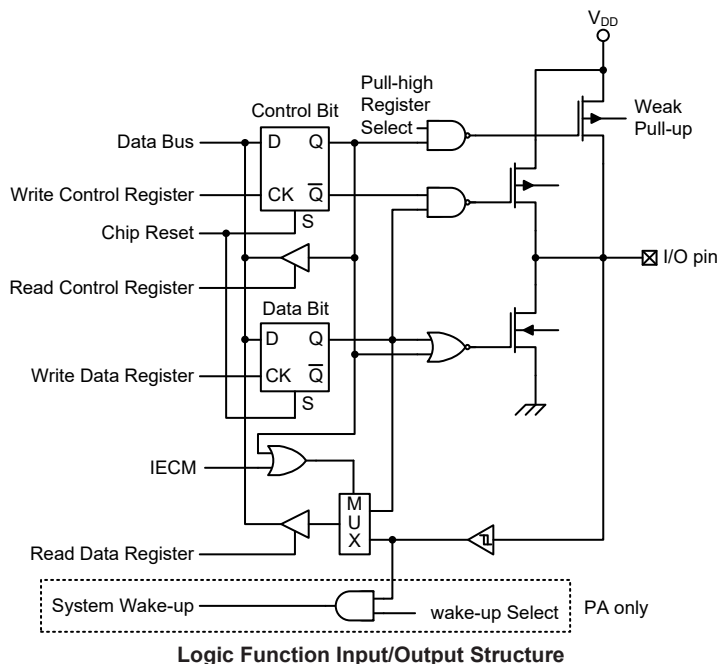 V_DD
Pull-high
Register
Select
Weak
Pull-up
Control Bit
Data Bus
D Q
Write Control Register
CK Q̅
S
Chip Reset
I/O pin
Read Control Register
Data Bit
D Q
Write Data Register
CK Q̅
S
IECM
M
U
X
Read Data Register
System Wake-up
wake-up Select
PA only
Logic Function Input/Output Structure